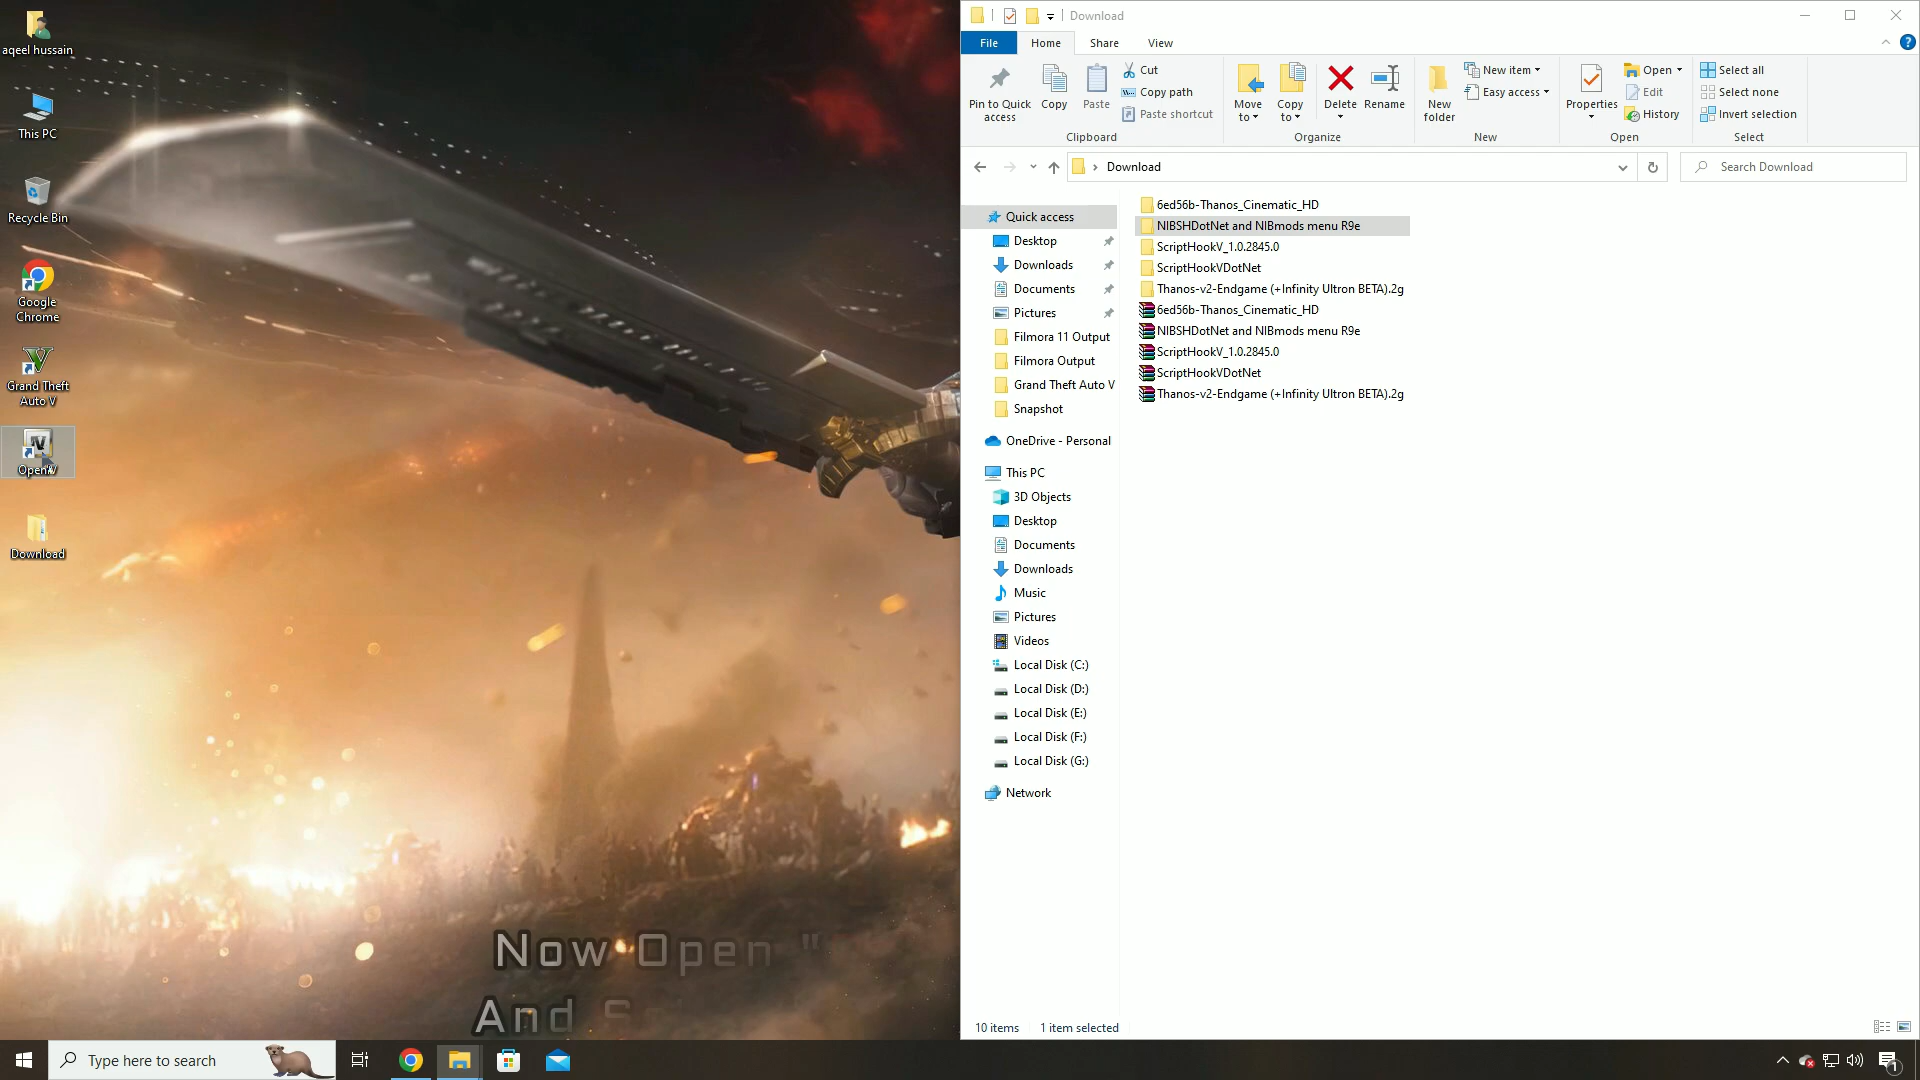 aqeel hussain
This PC
Recycle Bin
Google
Chrome
Grand Theft
Auto V
OpenIV
Download
Now Open "
And S
Download
File
Home
Share
View
Pin to Quick
access
Copy
Paste
Cut
Copy path
Paste shortcut
Clipboard
Move
to
Copy
to
Delete
Rename
Organize
New
folder
New item
Easy access
New
Properties
Open
Edit
History
Open
Select all
Select none
Invert selection
Select
Download
Search Download
Quick access
Desktop
Downloads
Documents
Pictures
Filmora 11 Output
Filmora Output
Grand Theft Auto V
Snapshot
OneDrive - Personal
This PC
3D Objects
Desktop
Documents
Downloads
Music
Pictures
Videos
Local Disk (C:)
Local Disk (D:)
Local Disk (E:)
Local Disk (F:)
Local Disk (G:)
Network
6ed56b-Thanos_Cinematic_HD
NIBSHDotNet and NIBmods menu R9e
ScriptHookV_1.0.2845.0
ScriptHookVDotNet
Thanos-v2-Endgame (+Infinity Ultron BETA).2g
6ed56b-Thanos_Cinematic_HD
NIBSHDotNet and NIBmods menu R9e
ScriptHookV_1.0.2845.0
ScriptHookVDotNet
Thanos-v2-Endgame (+Infinity Ultron BETA).2g
10 items
1 item selected
Type here to search
1